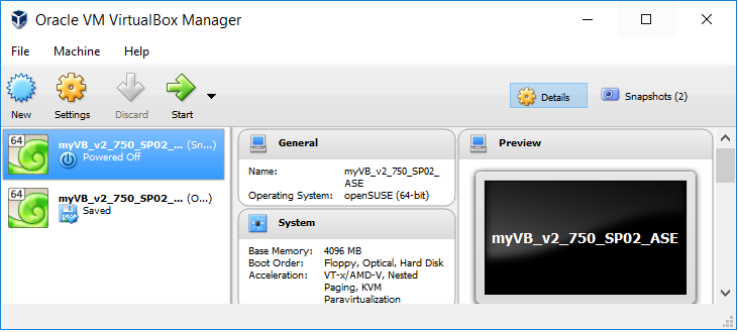 Oracle VM VirtualBox Manager
File Machine Help
New Settings Discard Start Details Snapshots (2)
64 myVB_v2_750_SP02_... (Sn...)
Powered Off
64 myVB_v2_750_SP02_... (O...)
Saved
General
Name: myVB_v2_750_SP02_
ASE
Operating System: openSUSE (64-bit)
System
Base Memory: 4096 MB
Boot Order: Floppy, Optical, Hard Disk
Acceleration: VT-x/AMD-V, Nested
Paging, KVM
Paravirtualization
Preview
myVB_v2_750_SP02_ASE